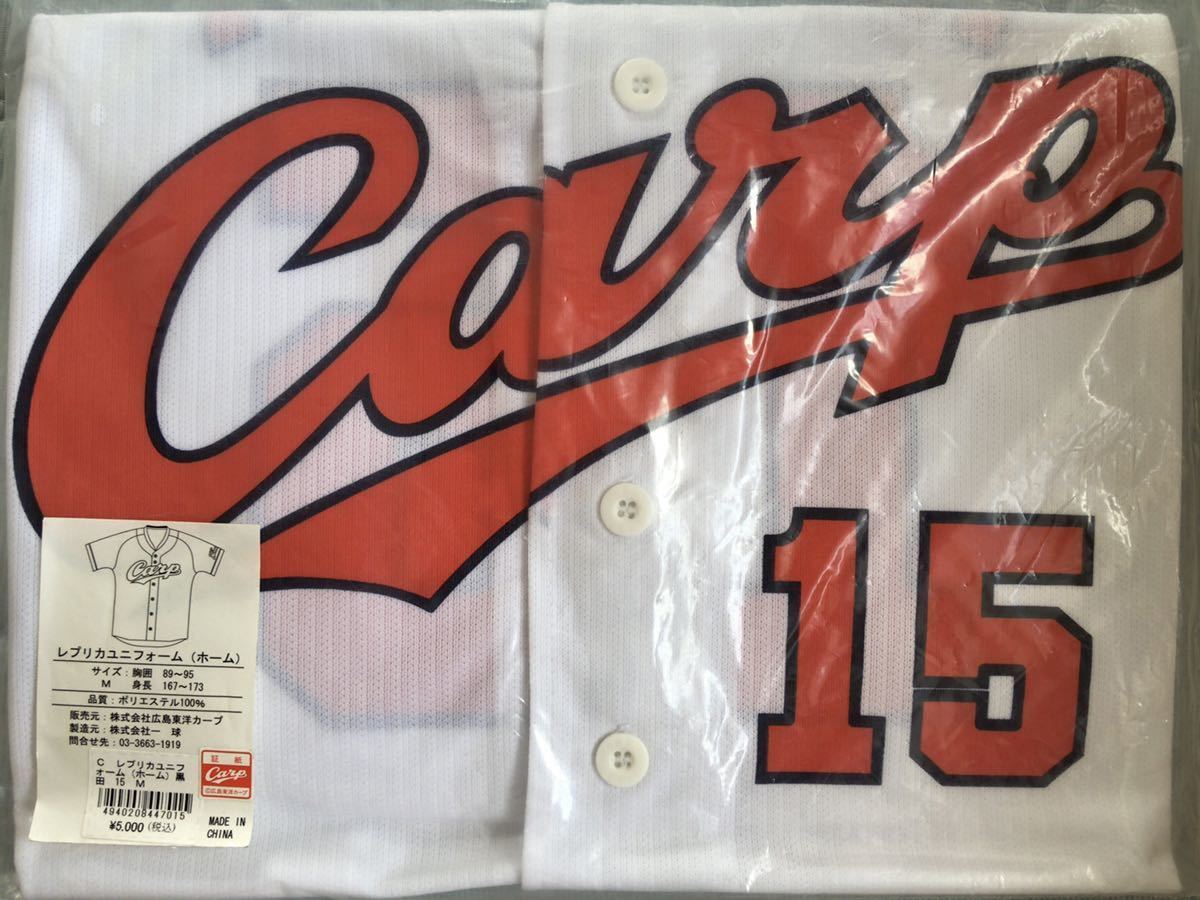 Carp
15
Carp
レプリカユニフォーム (ホーム)
サイズ：胸囲 89～95
M 身長 167～173
品質：ポリエステル100%
販売元：株式会社広島東洋カープ
製造元：株式会社一 球
問合せ先：03-3663-1919
C レプリカユニフ
ォーム (ホーム) 黒
田 15 M
4940208447015
¥5,000 (税込)
証 紙
Carp
©広島東洋カープ
MADE IN
CHINA